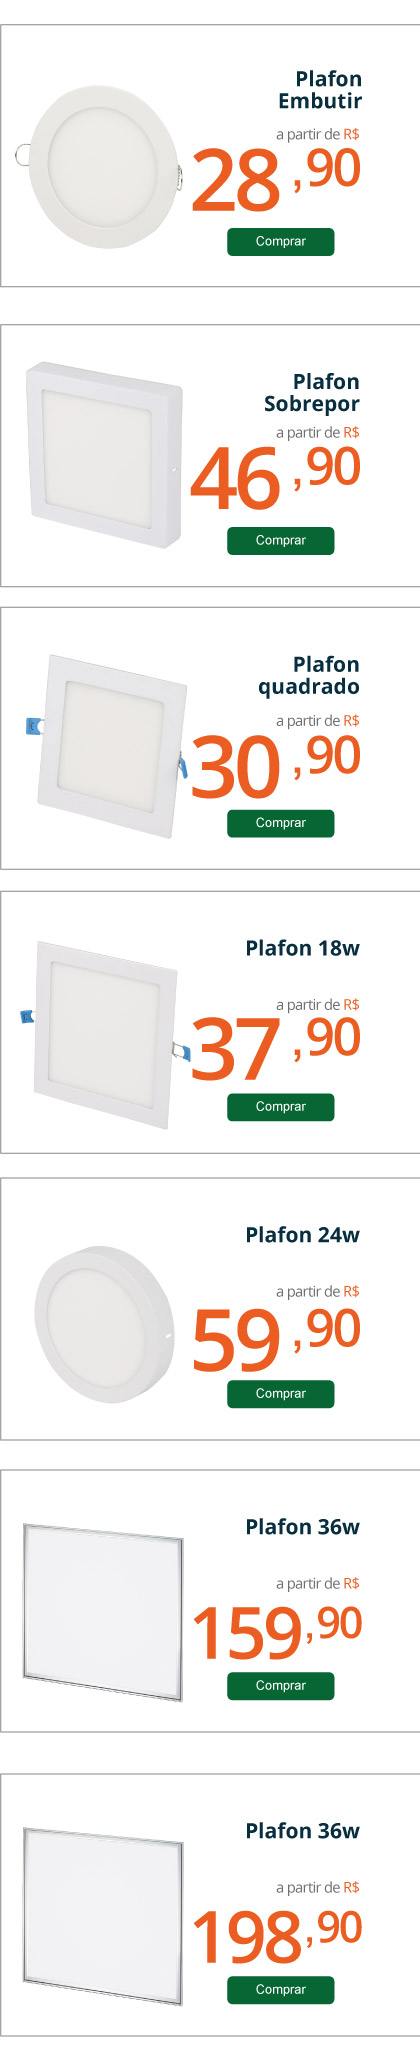 Plafon
Embutir
a partir de R$
28,90
Comprar
Plafon
Sobrepor
a partir de R$
46,90
Comprar
Plafon
quadrado
a partir de R$
30,90
Comprar
Plafon 18w
a partir de R$
37,90
Comprar
Plafon 24w
a partir de R$
59,90
Comprar
Plafon 36w
a partir de R$
159,90
Comprar
Plafon 36w
a partir de R$
198,90
Comprar